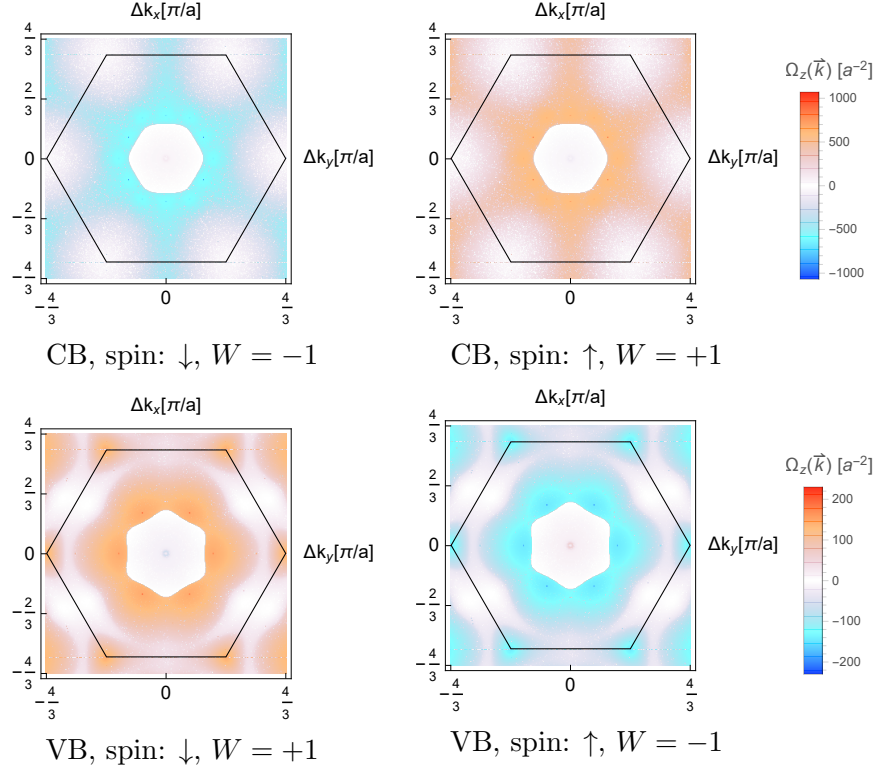 Δkₓ[π/a]
4/3
2/3
0
−2/3
−4/3
−4/3 0 4/3
Δk_y[π/a]
CB, spin: ↓, W = −1
4/3
2/3
0
−2/3
−4/3
−4/3 0 4/3
Δkₓ[π/a]
Δk_y[π/a]
CB, spin: ↑, W = +1
Ω_z(k⃗) [a⁻²]
1000
500
0
−500
−1000
Δkₓ[π/a]
4/3
2/3
0
−2/3
−4/3
−4/3 0 4/3
Δk_y[π/a]
VB, spin: ↓, W = +1
Δkₓ[π/a]
4/3
2/3
0
−2/3
−4/3
−4/3 0 4/3
Δk_y[π/a]
VB, spin: ↑, W = −1
Ω_z(k⃗) [a⁻²]
200
100
0
−100
−200